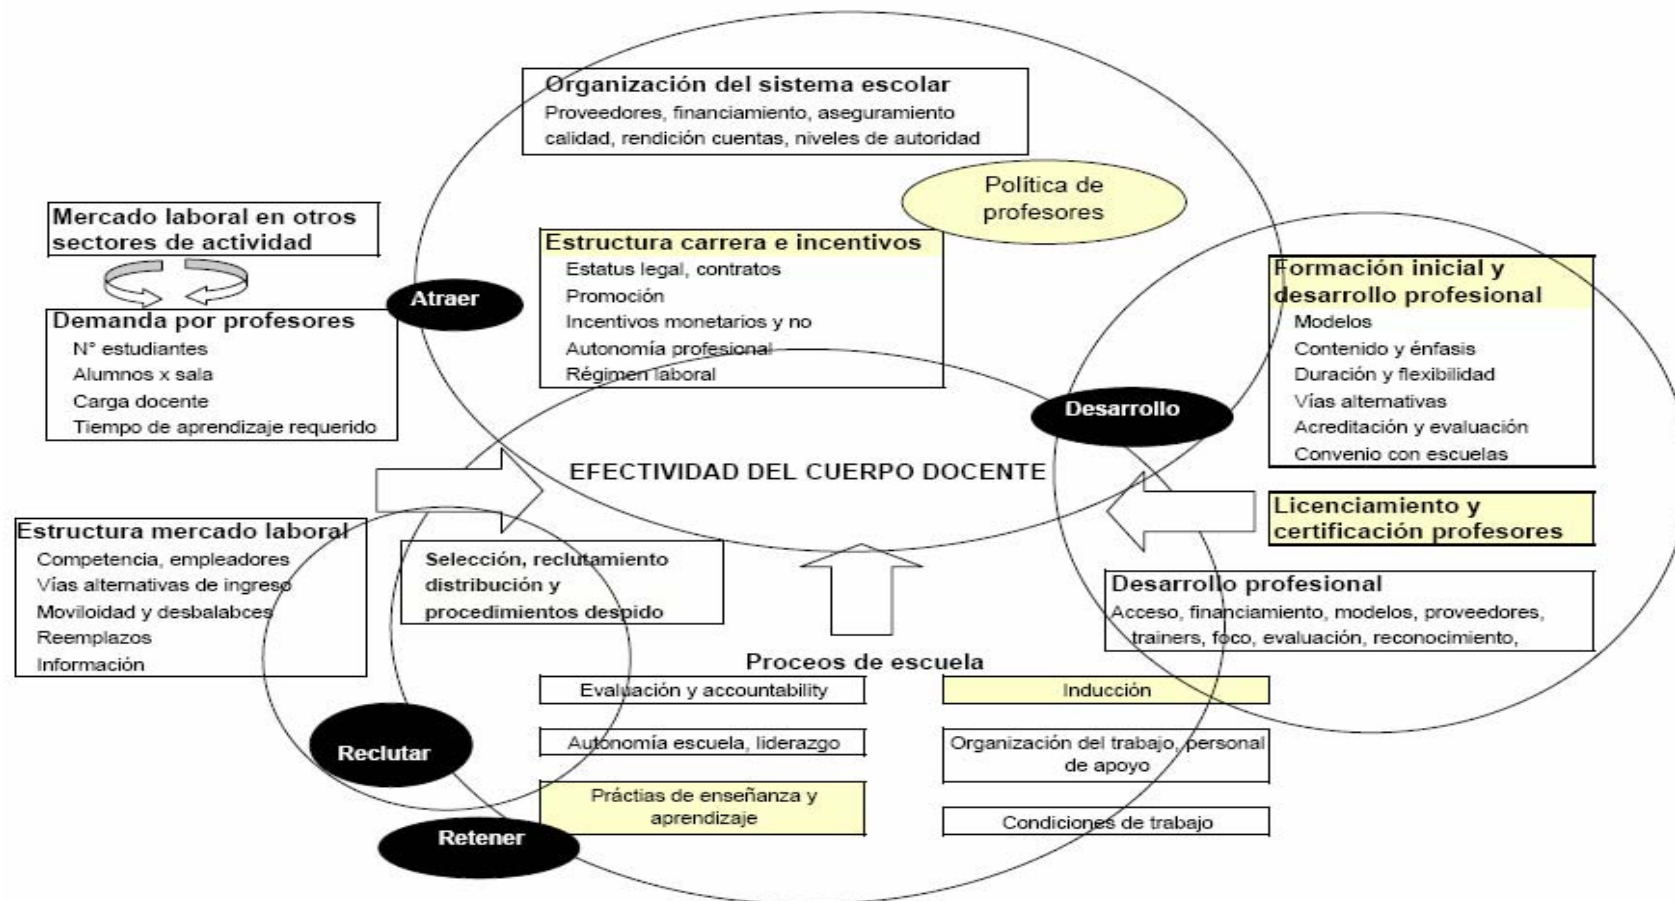 Organización del sistema escolar
Proveedores, financiamiento, aseguramiento
calidad, rendición cuentas, niveles de autoridad
Política de
profesores
Mercado laboral en otros
sectores de actividad
Demanda por profesores
N° estudiantes
Alumnos x sala
Carga docente
Tiempo de aprendizaje requerido
Atraer
Estructura carrera e incentivos
Estatus legal, contratos
Promoción
Incentivos monetarios y no
Autonomía profesional
Régimen laboral
Formación inicial y
desarrollo profesional
Modelos
Contenido y énfasis
Duración y flexibilidad
Vías alternativas
Acreditación y evaluación
Convenio con escuelas
Desarrollo
EFECTIVIDAD DEL CUERPO DOCENTE
Licenciamiento y
certificación profesores
Estructura mercado laboral
Competencia, empleadores
Vías alternativas de ingreso
Moviloidad y desbalabces
Reemplazos
Información
Selección, reclutamiento
distribución y
procedimientos despido
Desarrollo profesional
Acceso, financiamiento, modelos, proveedores,
trainers, foco, evaluación, reconocimiento,
Proceos de escuela
Evaluación y accountability
Inducción
Autonomía escuela, liderazgo
Organización del trabajo, personal
de apoyo
Práctias de enseñanza y
aprendizaje
Condiciones de trabajo
Reclutar
Retener